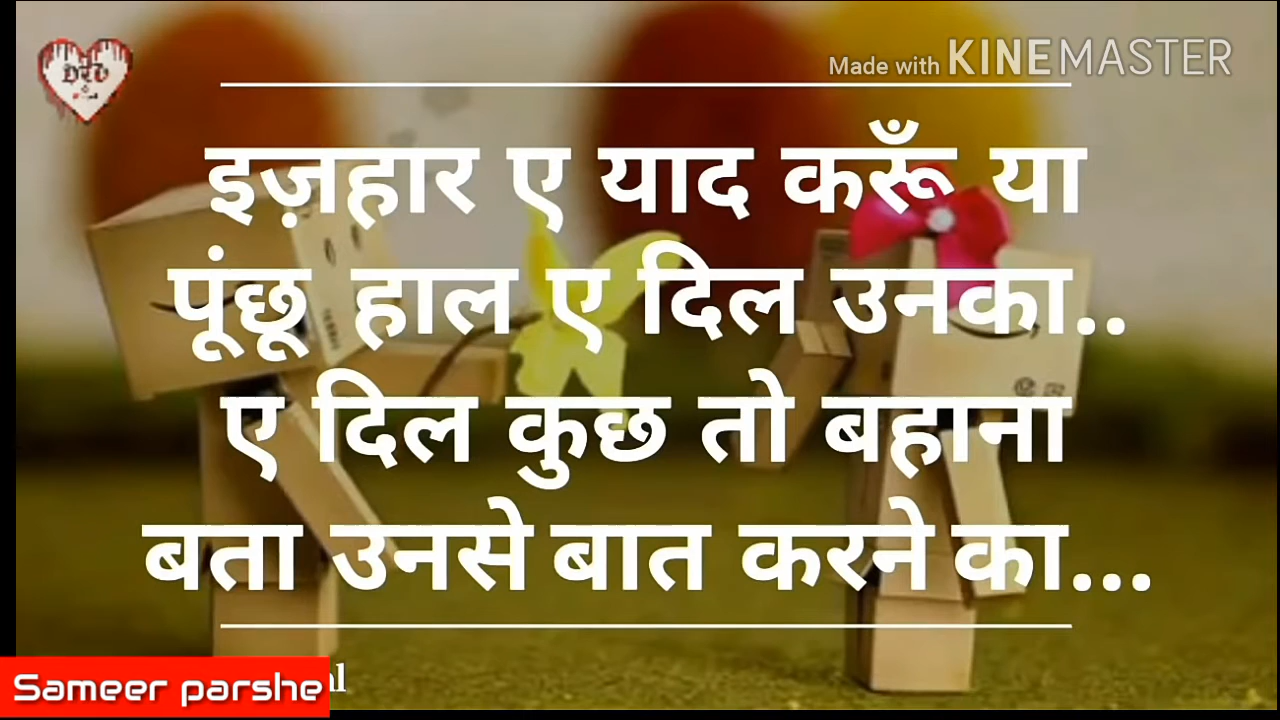 Made with KINEMASTER
इज़हार ए याद करूँ या
पूंछू हाल ए दिल उनका..
ए दिल कुछ तो बहाना
बता उनसे बात करने का...
Sameer parshe